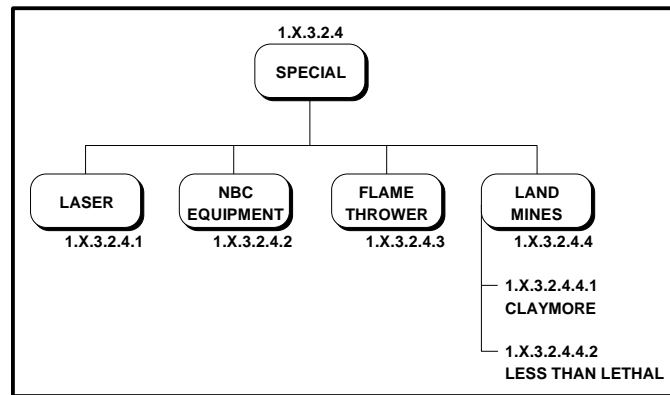 1.X.3.2.4
SPECIAL
LASER
1.X.3.2.4.1
NBC
EQUIPMENT
1.X.3.2.4.2
FLAME
THROWER
1.X.3.2.4.3
LAND
MINES
1.X.3.2.4.4
1.X.3.2.4.4.1
CLAYMORE
1.X.3.2.4.4.2
LESS THAN LETHAL